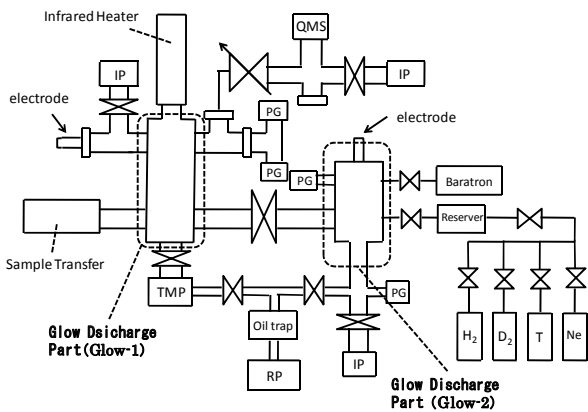 Infrared Heater
QMS
IP
IP
electrode
PG
electrode
PG
PG
Baratron
Reserver
Sample Transfer
TMP
PG
Glow Dsicharge
Part(Glow-1)
Oil trap
H2
D2
T
Ne
RP
IP
Glow Discharge
Part (Glow-2)